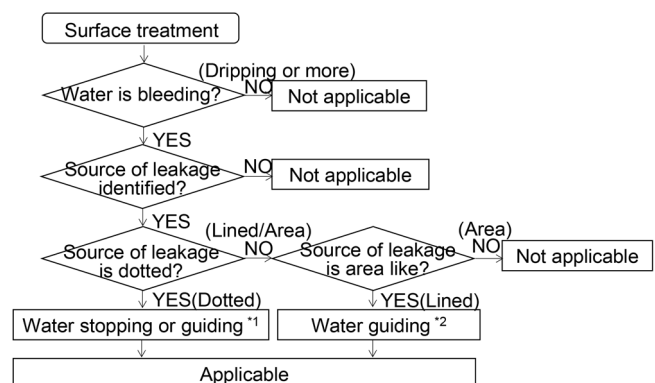 Surface treatment
(Dripping or more)
Water is bleeding?
NO
Not applicable
YES
Source of leakage
identified?
NO
Not applicable
YES
(Lined/Area)
Source of leakage
is dotted?
NO
(Area)
Source of leakage
is area like?
NO
Not applicable
YES(Dotted)
YES(Lined)
Water stopping or guiding *1
Water guiding *2
Applicable